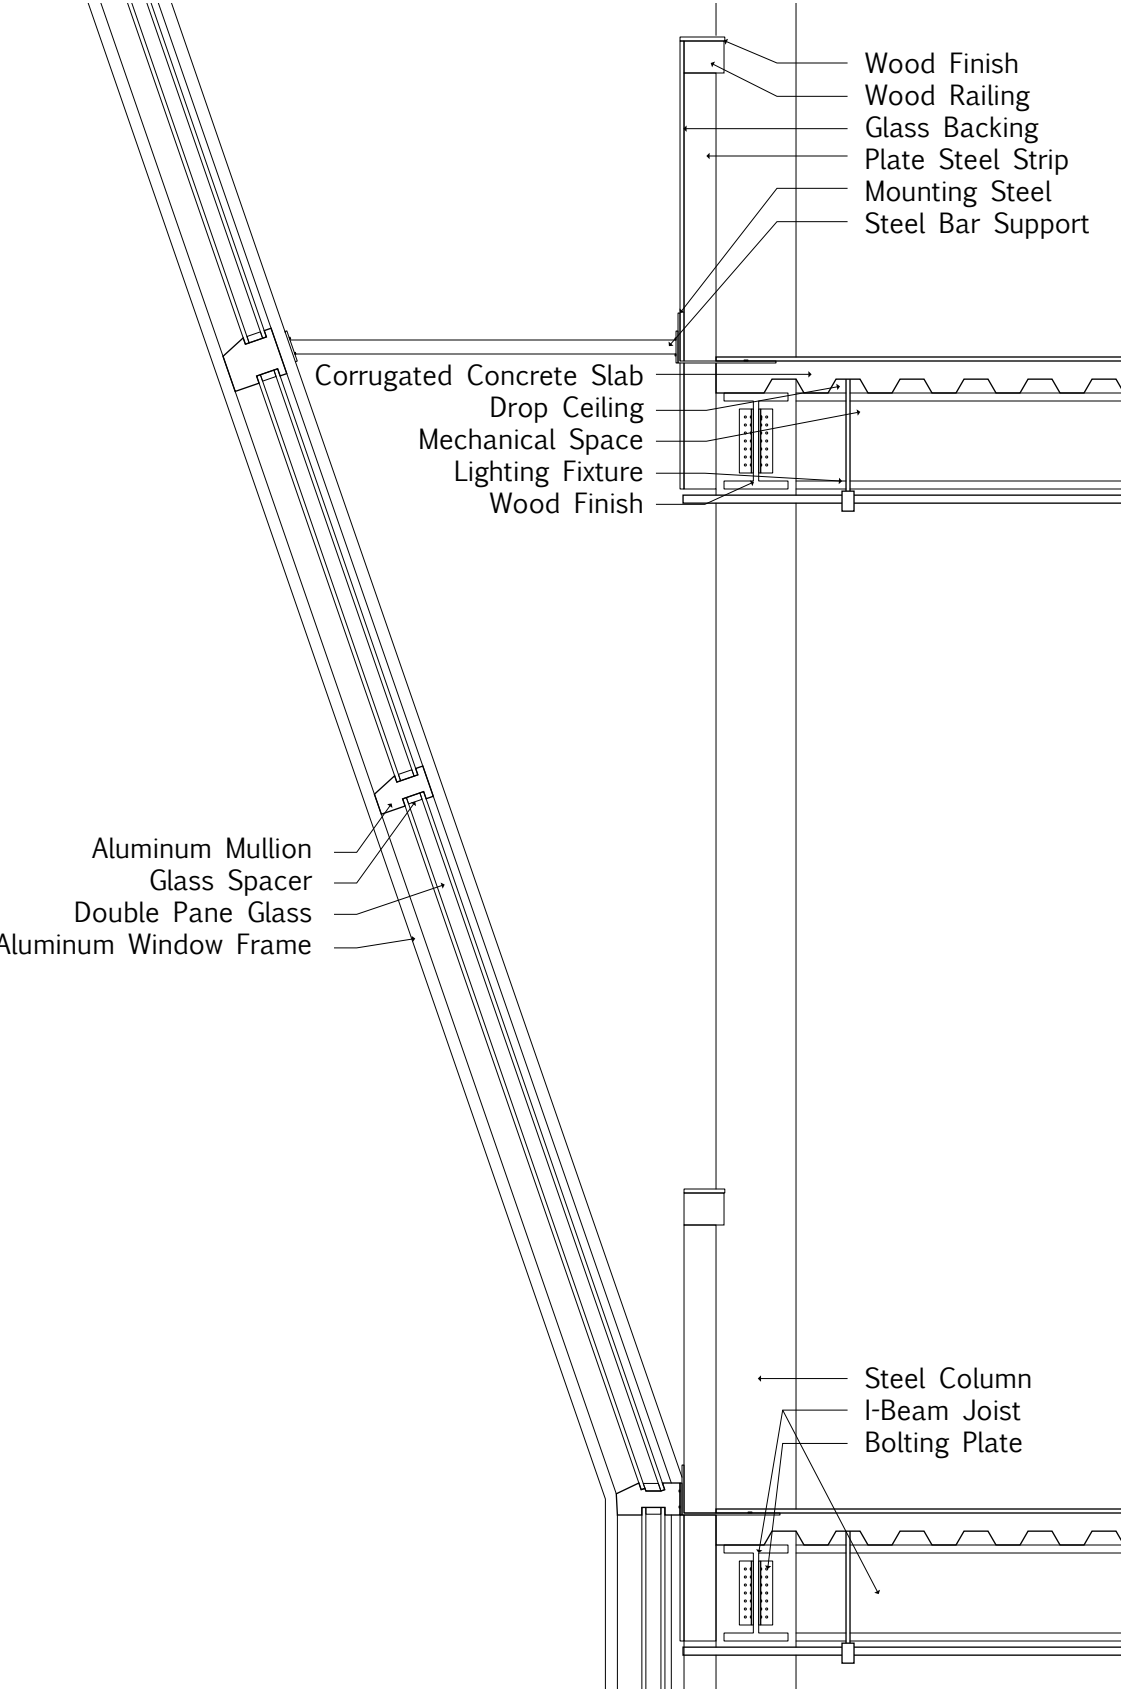 Wood Finish
Wood Railing
Glass Backing
Plate Steel Strip
Mounting Steel
Steel Bar Support
Corrugated Concrete Slab
Drop Ceiling
Mechanical Space
Lighting Fixture
Wood Finish
Aluminum Mullion
Glass Spacer
Double Pane Glass
Aluminum Window Frame
Steel Column
I-Beam Joist
Bolting Plate